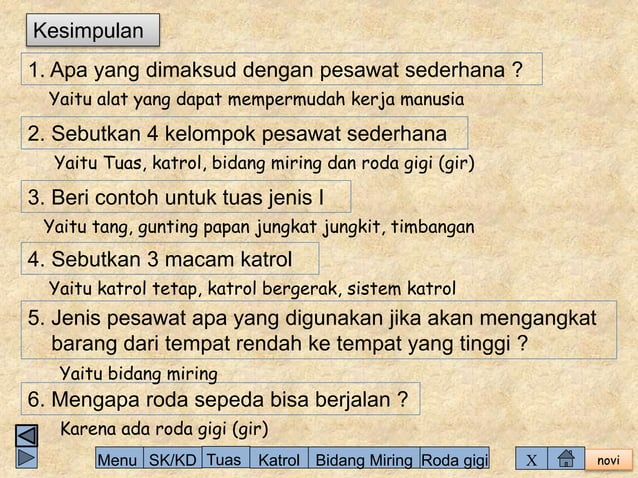 Kesimpulan
1. Apa yang dimaksud dengan pesawat sederhana ?
Yaitu alat yang dapat mempermudah kerja manusia
2. Sebutkan 4 kelompok pesawat sederhana
Yaitu Tuas, katrol, bidang miring dan roda gigi (gir)
3. Beri contoh untuk tuas jenis I
Yaitu tang, gunting papan jungkat jungkit, timbangan
4. Sebutkan 3 macam katrol
Yaitu katrol tetap, katrol bergerak, sistem katrol
5. Jenis pesawat apa yang digunakan jika akan mengangkat
barang dari tempat rendah ke tempat yang tinggi ?
Yaitu bidang miring
6. Mengapa roda sepeda bisa berjalan ?
Karena ada roda gigi (gir)
Menu SK/KD Tuas Katrol Bidang Miring Roda gigi X novi